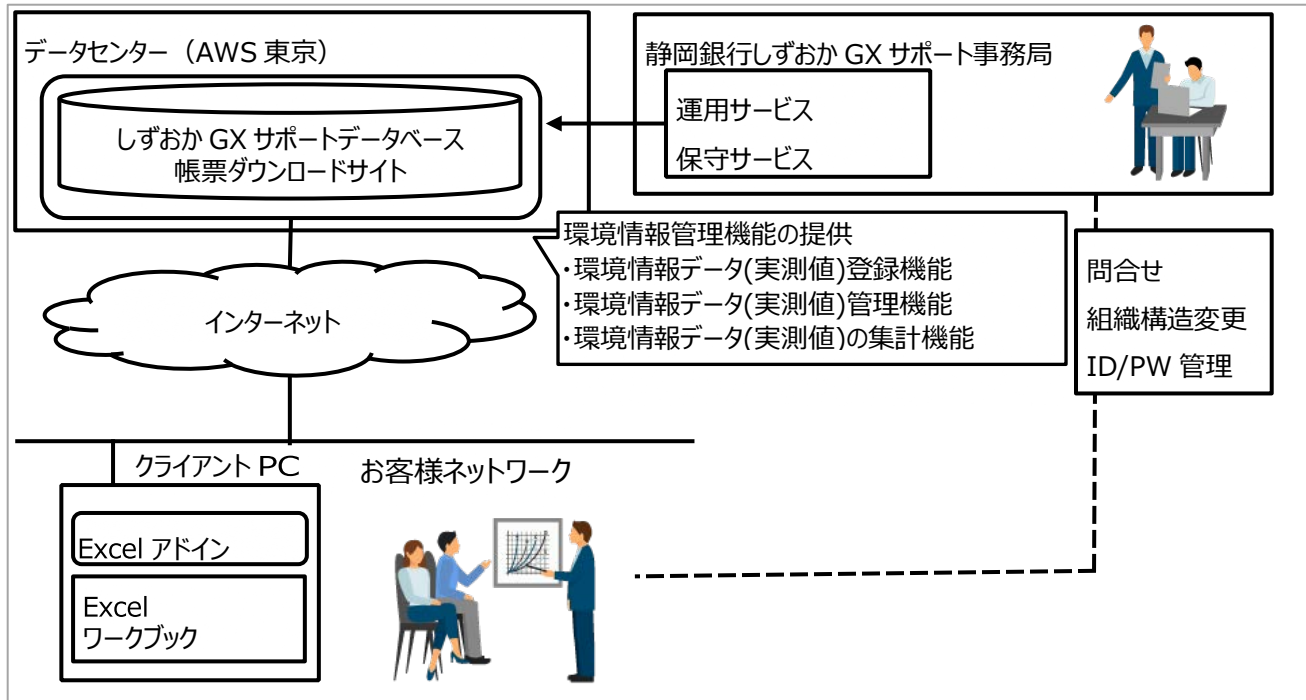 データセンター（AWS 東京）
しずおか GX サポートデータベース
帳票ダウンロードサイト
静岡銀行しずおか GX サポート事務局
運用サービス
保守サービス
環境情報管理機能の提供
・環境情報データ(実測値)登録機能
・環境情報データ(実測値)管理機能
・環境情報データ(実測値)の集計機能
問合せ
組織構造変更
ID/PW 管理
インターネット
クライアント PC
お客様ネットワーク
Excel アドイン
Excel
ワークブック